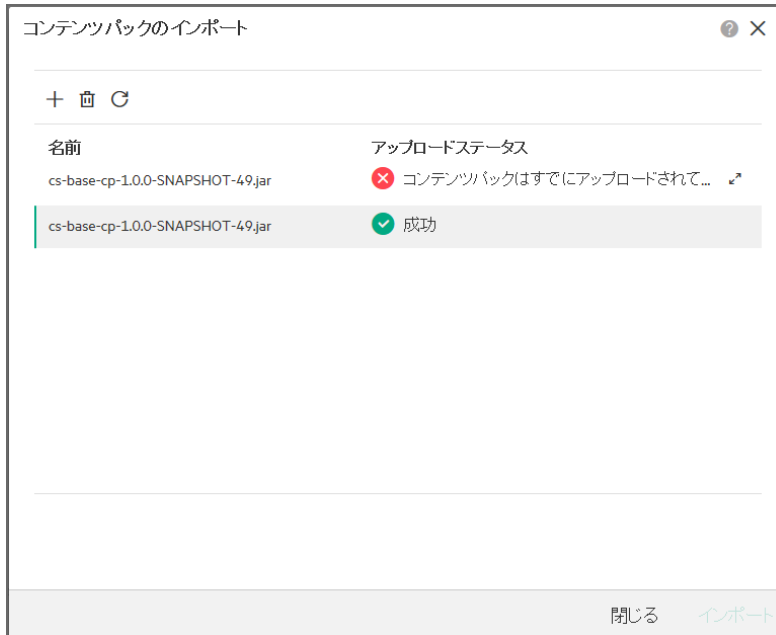 コンテンツパックのインポート
名前 アップロードステータス
cs-base-cp-1.0.0-SNAPSHOT-49.jar コンテンツパックはすでにアップロードされて...
cs-base-cp-1.0.0-SNAPSHOT-49.jar 成功
閉じる インポート